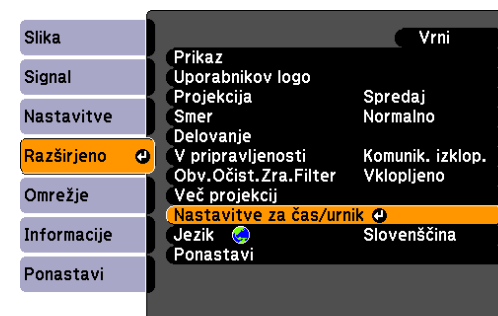 Slika
Signal
Nastavitve
Razširjeno
Omrežje
Informacije
Ponastavi
Vrni
Prikaz
Uporabnikov logo
Projekcija Spredaj
Smer Normalno
Delovanje
V pripravljenosti Komunik. izklop.
Obv.Očist.Zra.Filter Vklopljeno
Več projekcij
Nastavitve za čas/urnik
Jezik Slovenščina
Ponastavi